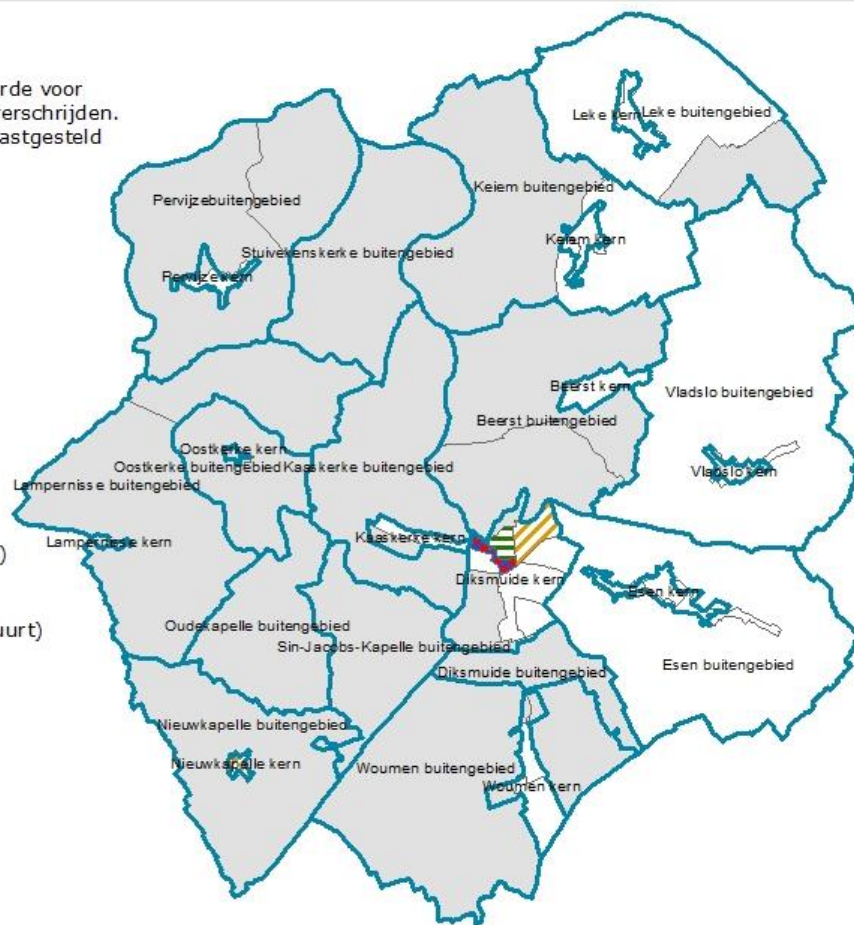 rde voor
verschrijden.
astgesteld
Leke kern
Leke buitengebied
Keiem buitengebied
Pervijzebuitengebied
Keiem kern
Stuivekenskerke buitengebied
Pervijze kern
Beerst kern
Vladslo buitengebied
Beerst buitengebied
Oostkerke kern
Oostkerke buitengebied
Kaaskerke buitengebied
Vladslo kern
Lampernisse buitengebied
Kaaskerke kern
Lampernisse kern
)
Diksmuide kern
Esen kern
urt)
Oudekapelle buitengebied
Sin-Jacobs-Kapelle buitengebied
Esen buitengebied
Diksmuide buitengebied
Nieuwkapelle buitengebied
Nieuwkapelle kern
Woumen buitengebied
Woumen kern